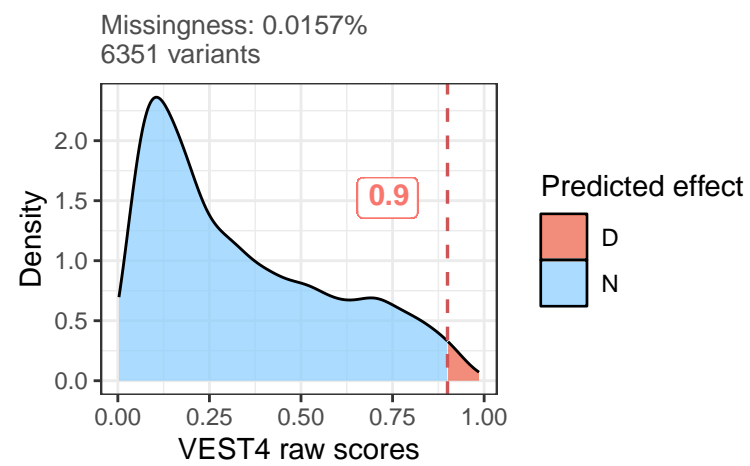 Missingness: 0.0157%
6351 variants
2.0
1.5
1.0
0.5
0.0
Density
0.9
0.00 0.25 0.50 0.75 1.00
VEST4 raw scores
Predicted effect
D
N